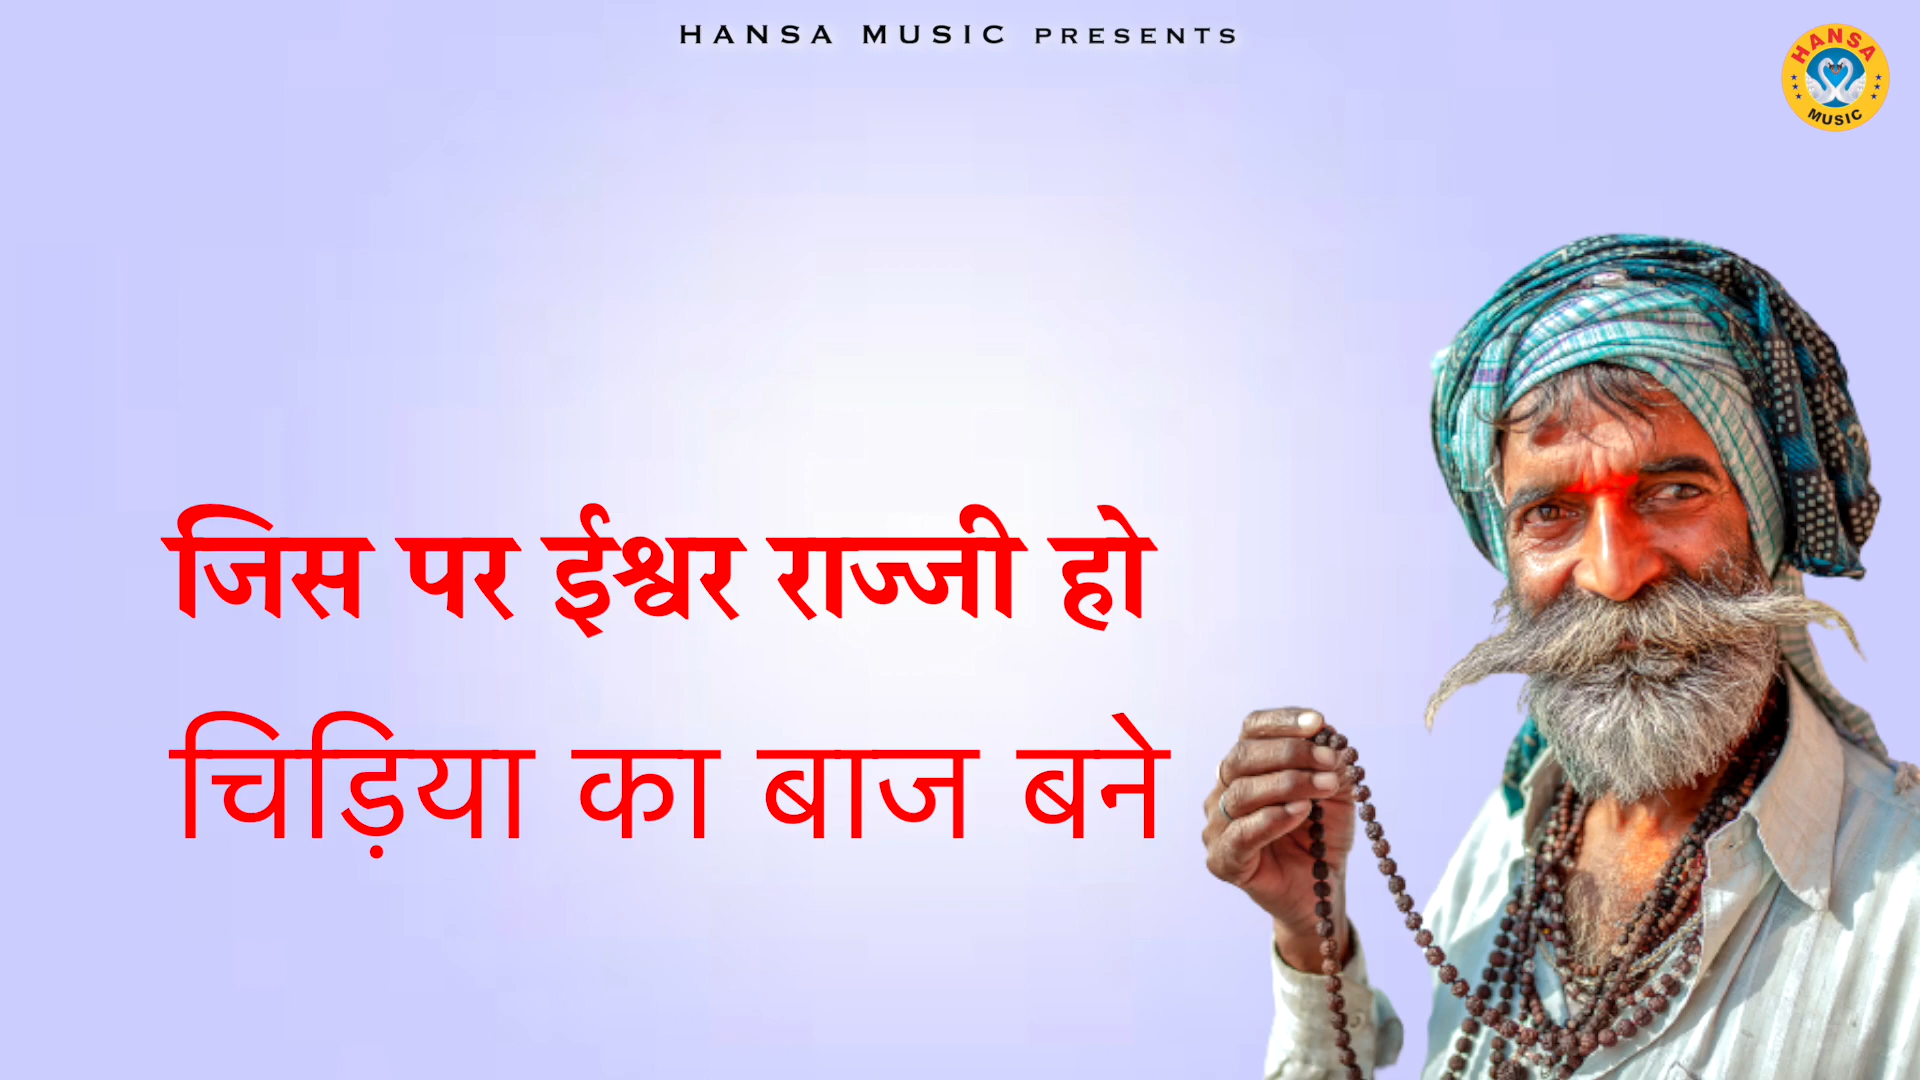 HANSA MUSIC PRESENTS
HANSA
MUSIC
जिस पर ईश्वर राज्जी हो
चिड़िया का बाज बने